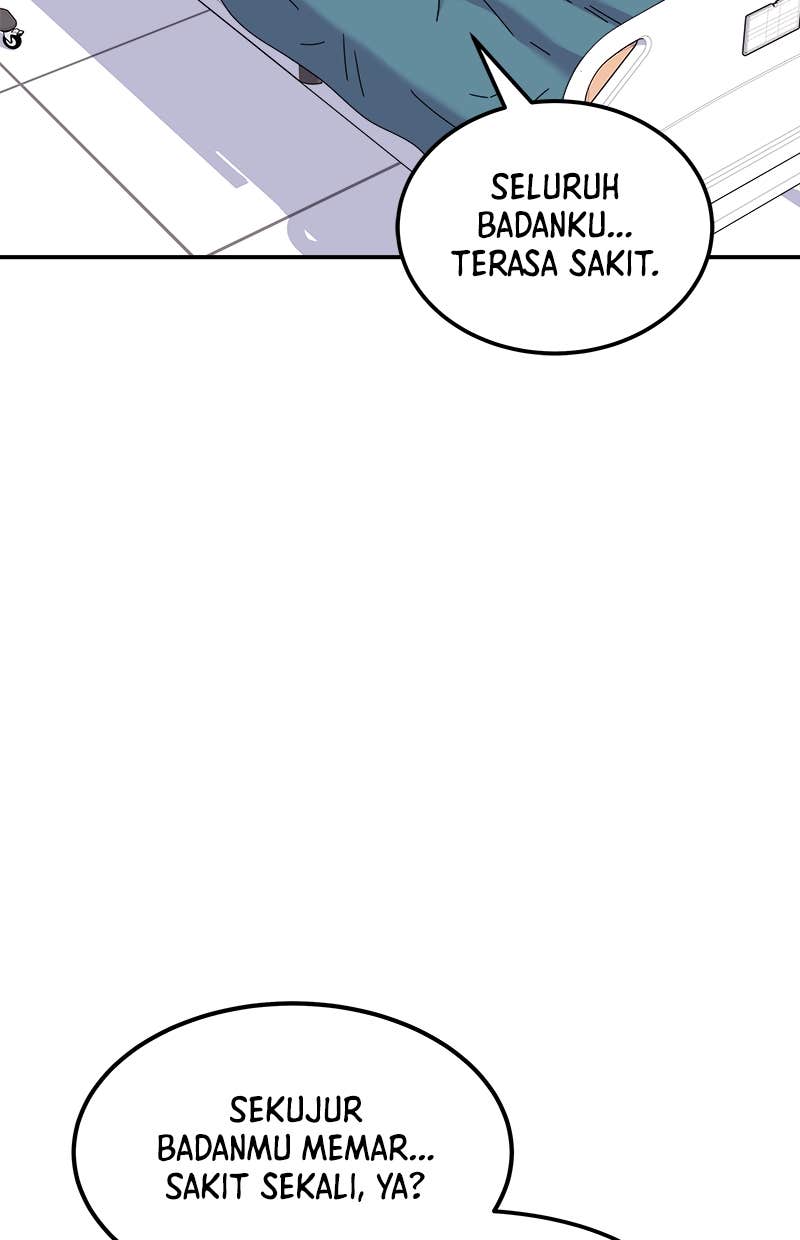 SELURUH
BADANKU...
TERASA SAKIT.
SEKUJUR
BADANMU MEMAR...
SAKIT SEKALI, YA?